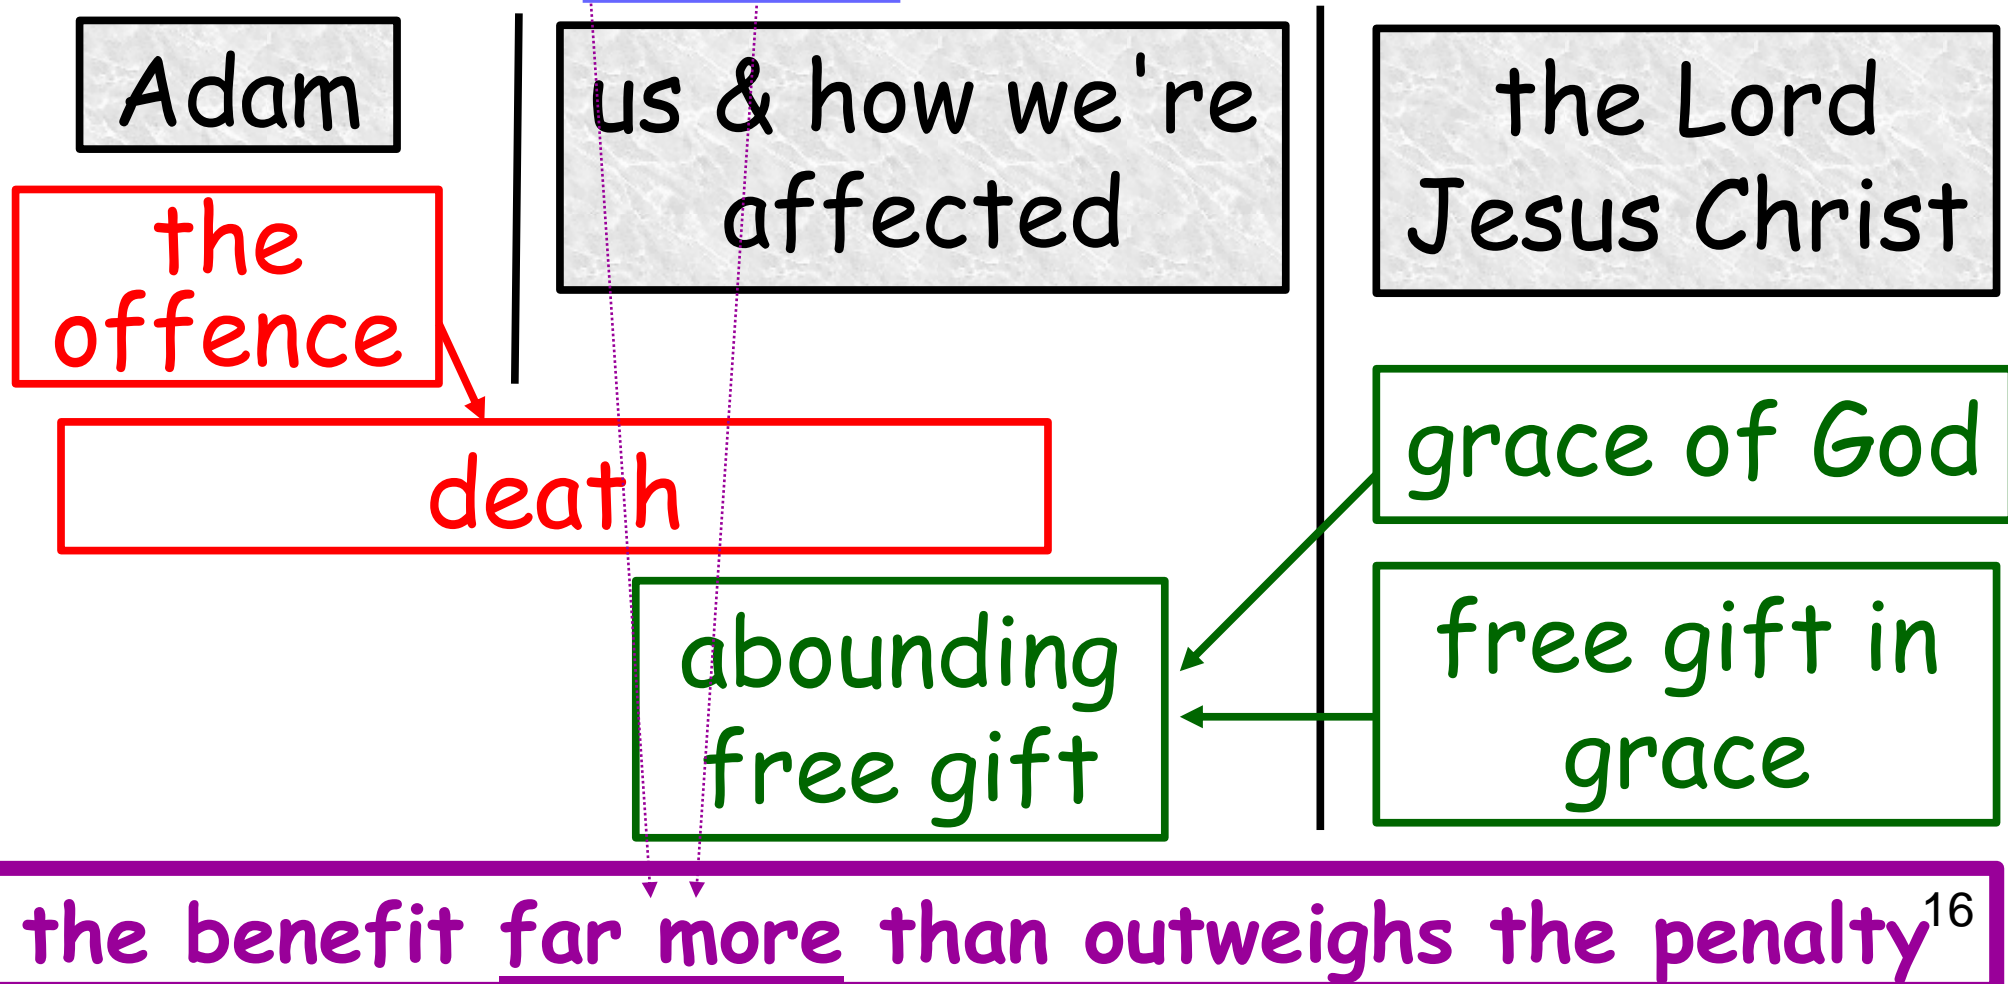 Adam
us & how we're
affected
the Lord
Jesus Christ
the
offence
death
grace of God
abounding
free gift
free gift in
grace
the benefit far more than outweighs the penalty
16